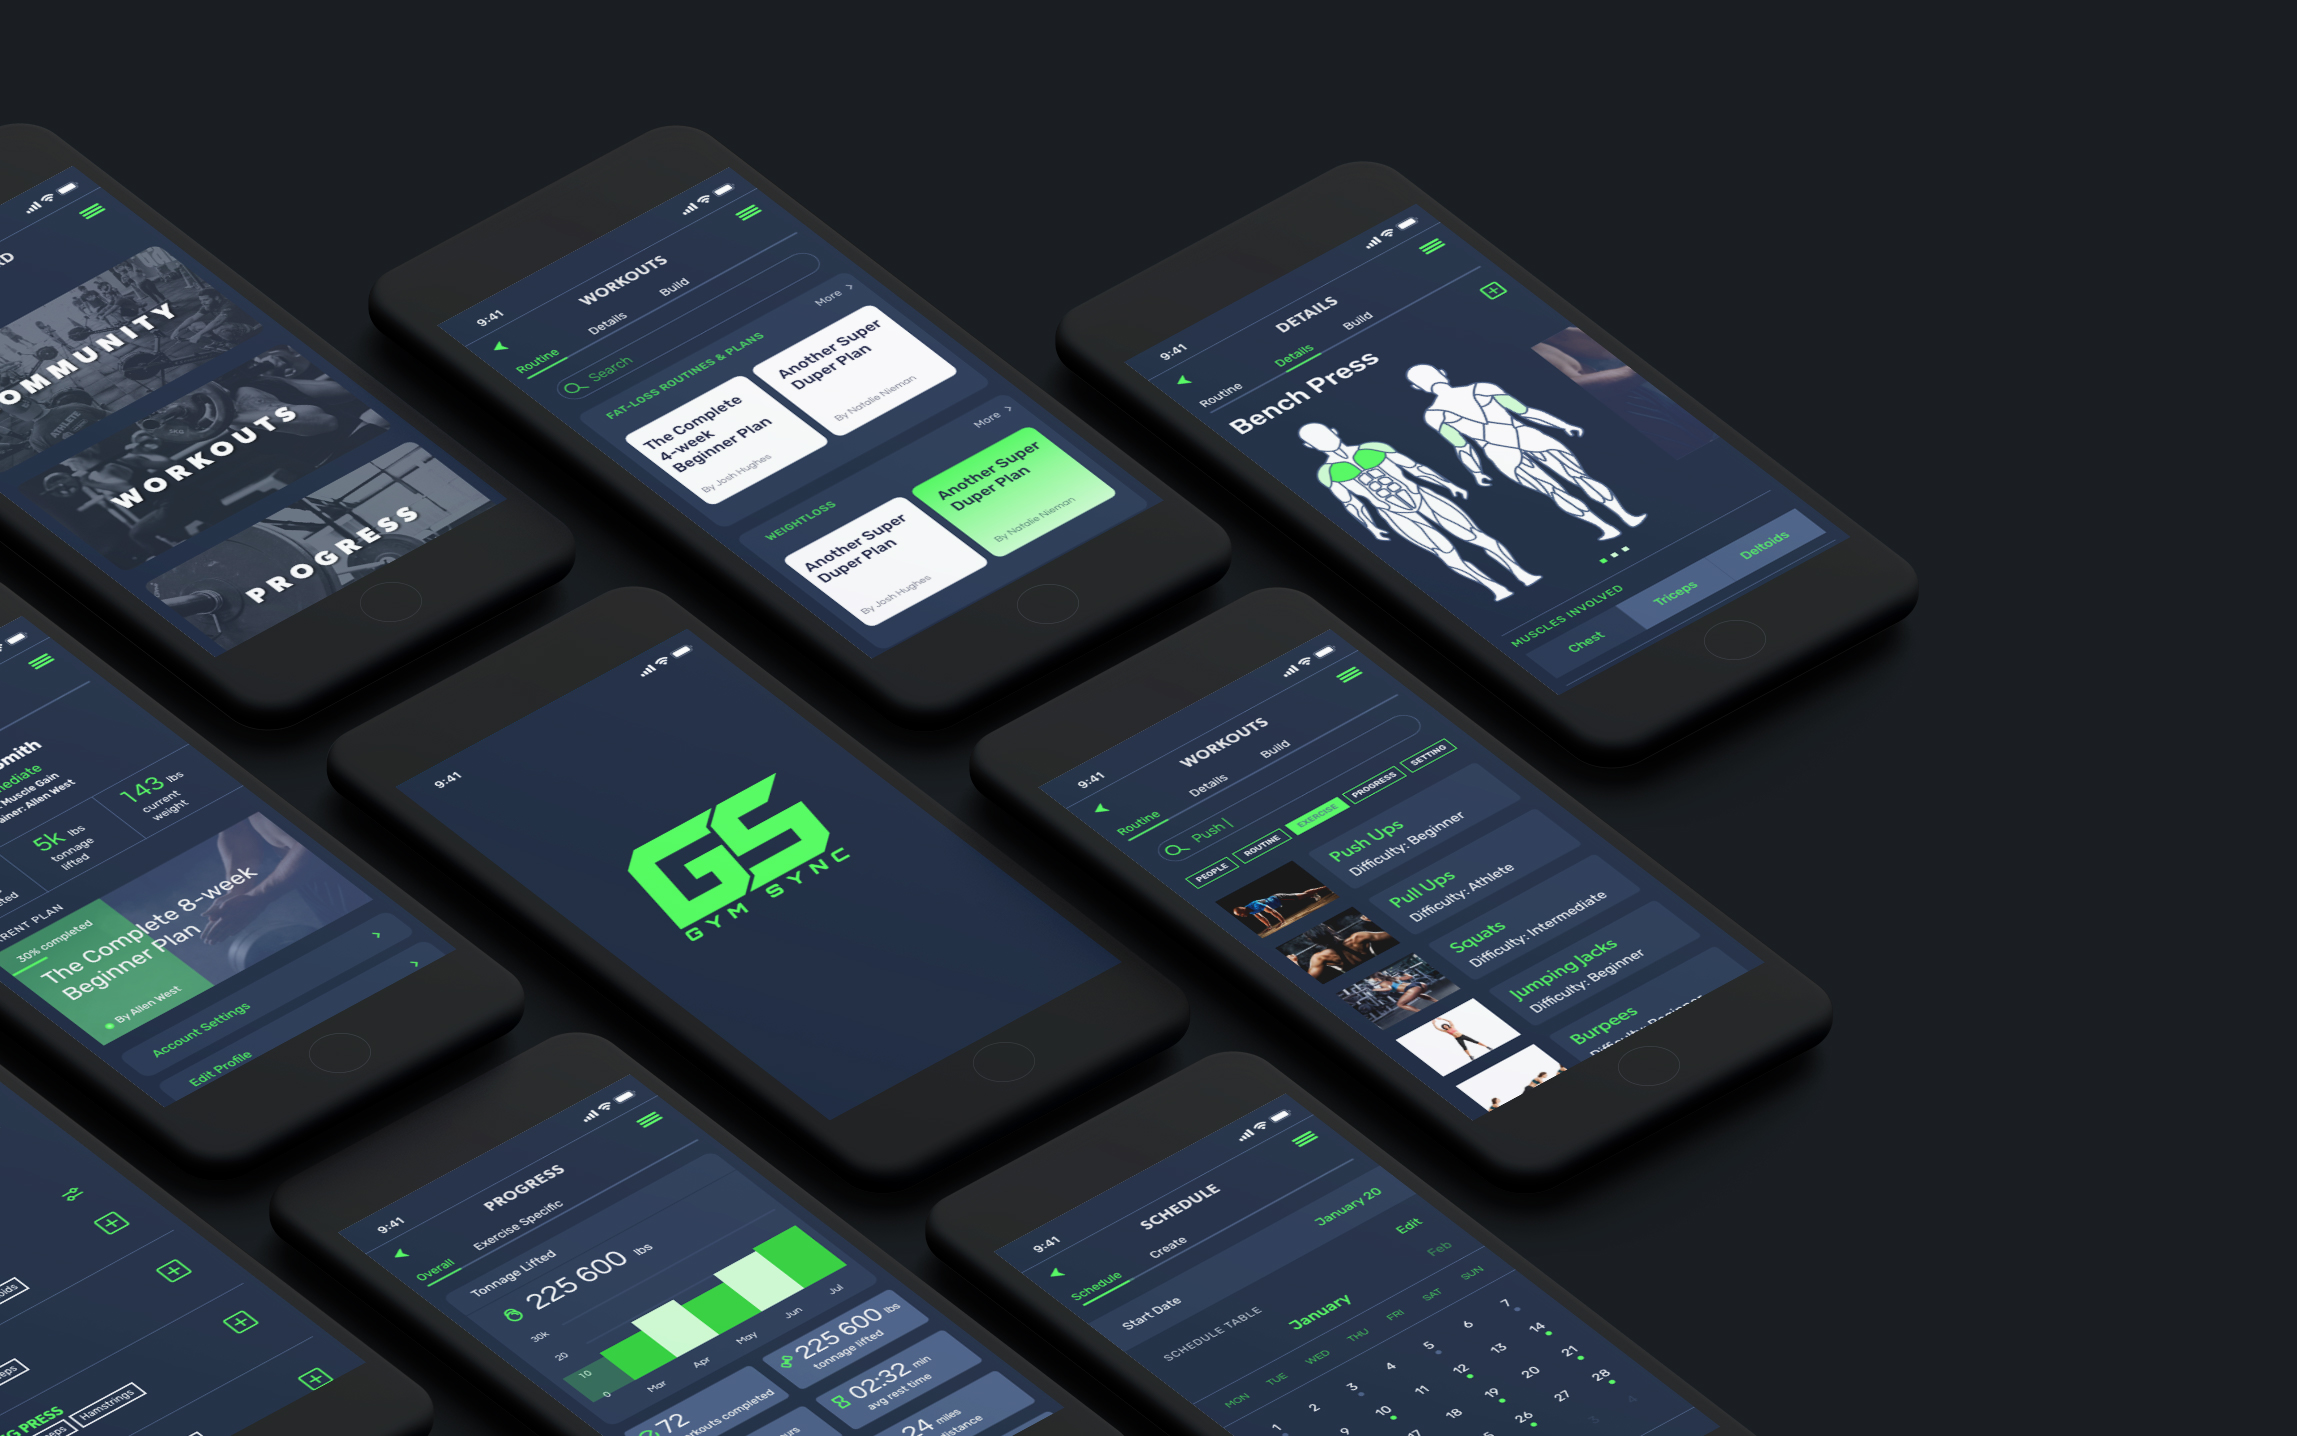 COMMUNITY
ATHLETE
WORKOUTS
PROGRESS
9:41
WORKOUTS
Routine
Details
Build
Search
FAT-LOSS ROUTINES & PLANS
More >
The Complete
4-week
Beginner Plan
By Josh Hughes
Another Super
Duper Plan
By Natalie Nieman
WEIGHTLOSS
More >
Another Super
Duper Plan
By Josh Hughes
Another Super
Duper Plan
By Natalie Nieman
9:41
DETAILS
Routine
Details
Build
Bench Press
MUSCLES INVOLVED
Chest
Triceps
Deltoids
Smith
Muscle Gain
Allen West
5k lbs
tonnage
lifted
143 lbs
current
weight
PLAN
30% completed
The Complete 8-week
Beginner Plan
By Allen West
Account Settings
Edit Profile
9:41
GS
GYM SYNC
9:41
WORKOUTS
Routine
Details
Build
Push
PEOPLE
ROUTINE
EXERCISE
PROGRESS
SETTING
Push Ups
Difficulty: Beginner
Pull Ups
Difficulty: Athlete
Squats
Difficulty: Intermediate
Jumping Jacks
Difficulty: Beginner
Burpees
Difficulty: Beginner
PRESS
Hamstrings
9:41
PROGRESS
Overall
Exercise Specific
Tonnage Lifted
225 600 lbs
30k
20
10
0
Mar
Apr
May
Jun
Jul
72
completed
225 600 lbs
tonnage lifted
02:32 min
avg rest time
24 miles
distance
9:41
SCHEDULE
Schedule
Create
Start Date
January 20
SCHEDULE TABLE
Edit
January
Feb
MON
TUE
WED
THU
FRI
SAT
SUN
1
2
3
4
5
6
7
9
10
11
12
13
14
17
18
19
20
21
26
27
28
3
4